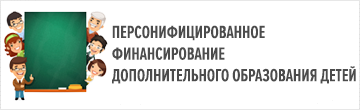 ПЕРСОНИФИЦИРОВАННОЕ
ФИНАНСИРОВАНИЕ
ДОПОЛНИТЕЛЬНОГО ОБРАЗОВАНИЯ ДЕТЕЙ